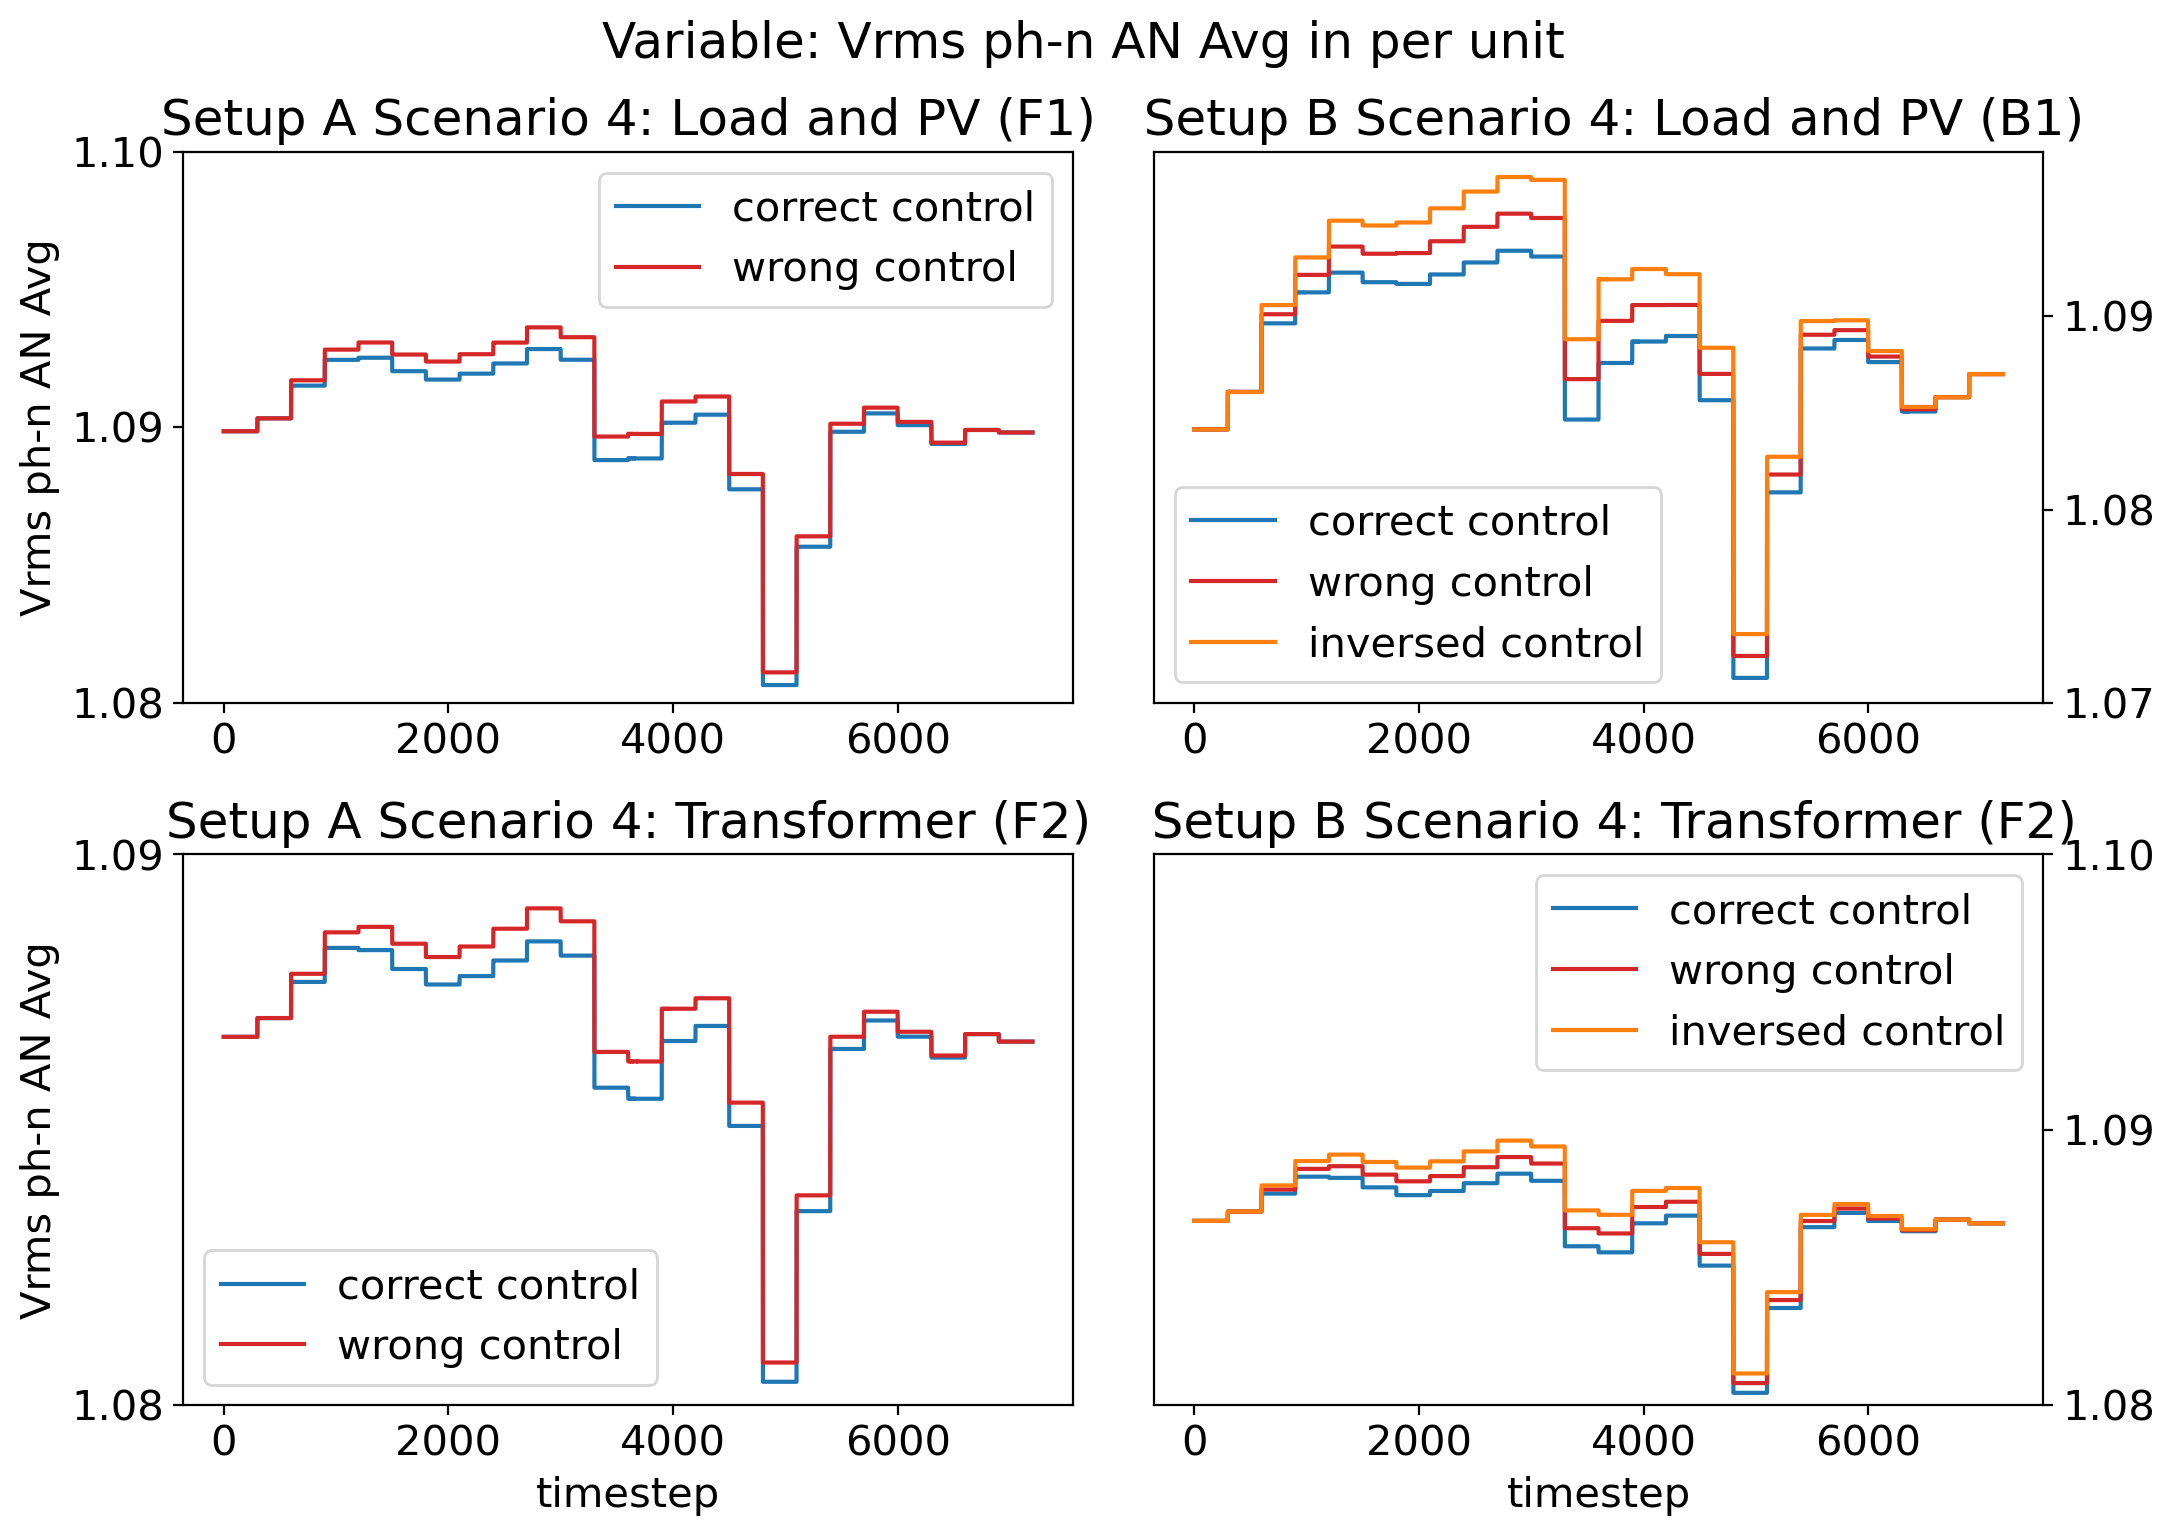 Variable: Vrms ph-n AN Avg in per unit
Setup A Scenario 4: Load and PV (F1)
1.10
1.09
1.08
Vrms ph-n AN Avg
correct control
wrong control
0 2000 4000 6000
Setup B Scenario 4: Load and PV (B1)
1.09
1.08
1.07
correct control
wrong control
inversed control
0 2000 4000 6000
Setup A Scenario 4: Transformer (F2)
1.09
1.08
Vrms ph-n AN Avg
correct control
wrong control
0 2000 4000 6000
timestep
Setup B Scenario 4: Transformer (F2)
1.10
1.09
1.08
correct control
wrong control
inversed control
0 2000 4000 6000
timestep